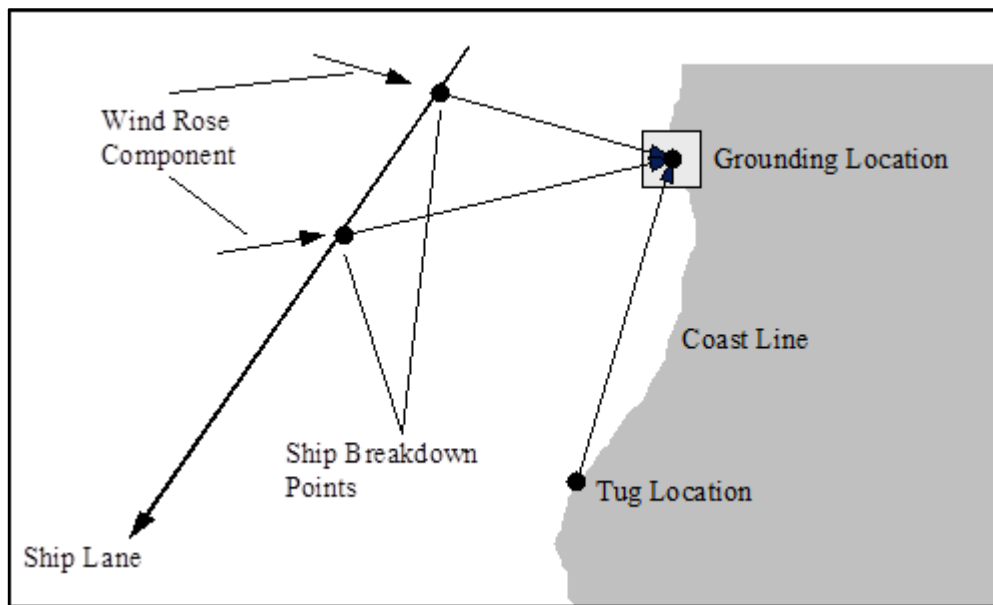 Wind Rose
Component
Grounding Location
Coast Line
Ship Breakdown
Points
Tug Location
Ship Lane